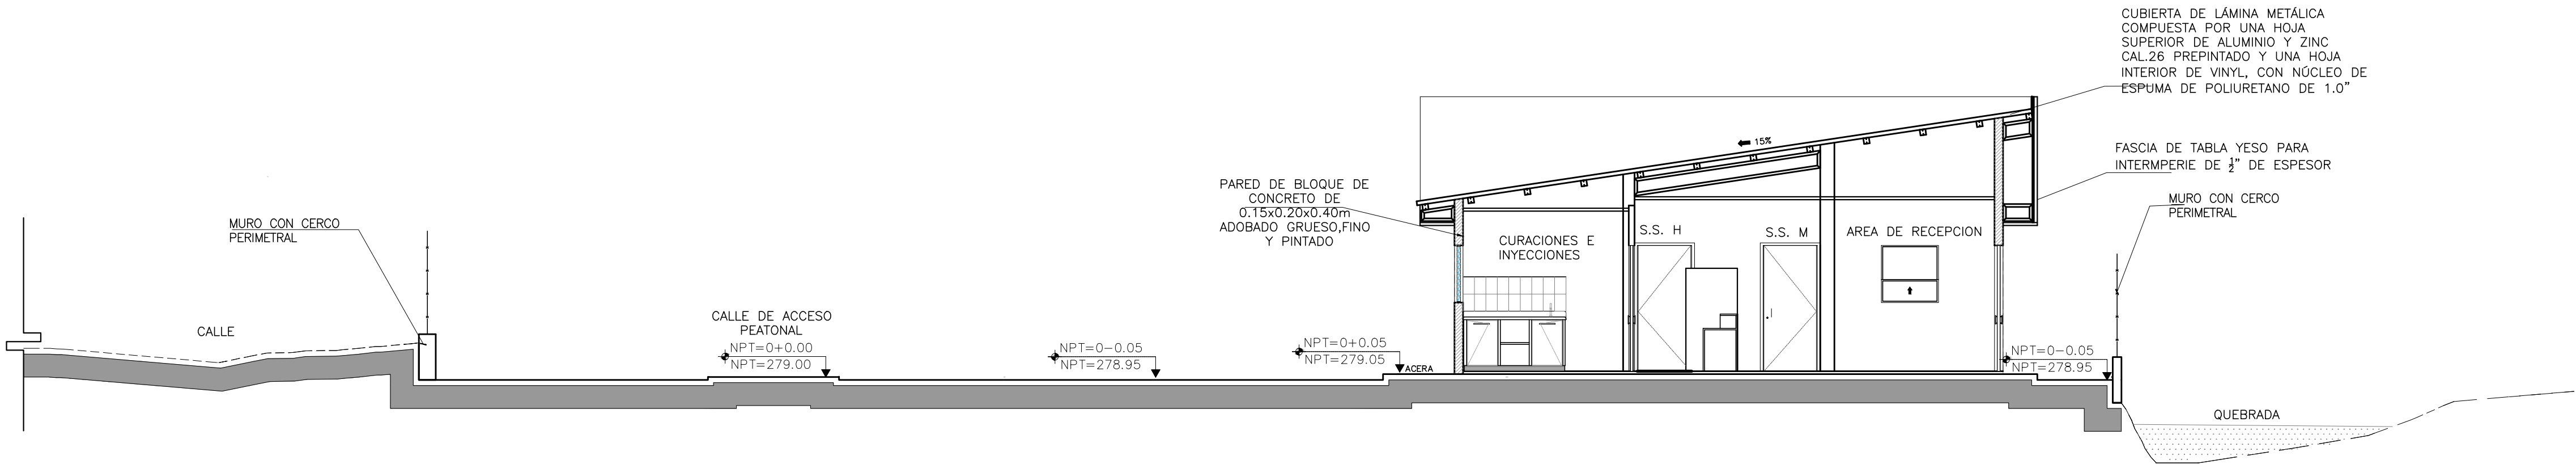 CUBIERTA DE LÁMINA METÁLICA
COMPUESTA POR UNA HOJA
SUPERIOR DE ALUMINIO Y ZINC
CAL.26 PREPINTADO Y UNA HOJA
INTERIOR DE VINYL, CON NÚCLEO DE
ESPUMA DE POLIURETANO DE 1.0"
15%
FASCIA DE TABLA YESO PARA
INTERMPERIE DE 1/2" DE ESPESOR
PARED DE BLOQUE DE
CONCRETO DE
0.15x0.20x0.40m
ADOBADO GRUESO,FINO
Y PINTADO
MURO CON CERCO
PERIMETRAL
MURO CON CERCO
PERIMETRAL
CURACIONES E
INYECCIONES
S.S. H
S.S. M
AREA DE RECEPCION
CALLE
CALLE DE ACCESO
PEATONAL
NPT=0+0.00
NPT=279.00
NPT=0-0.05
NPT=278.95
NPT=0+0.05
NPT=279.05
ACERA
NPT=0-0.05
NPT=278.95
QUEBRADA